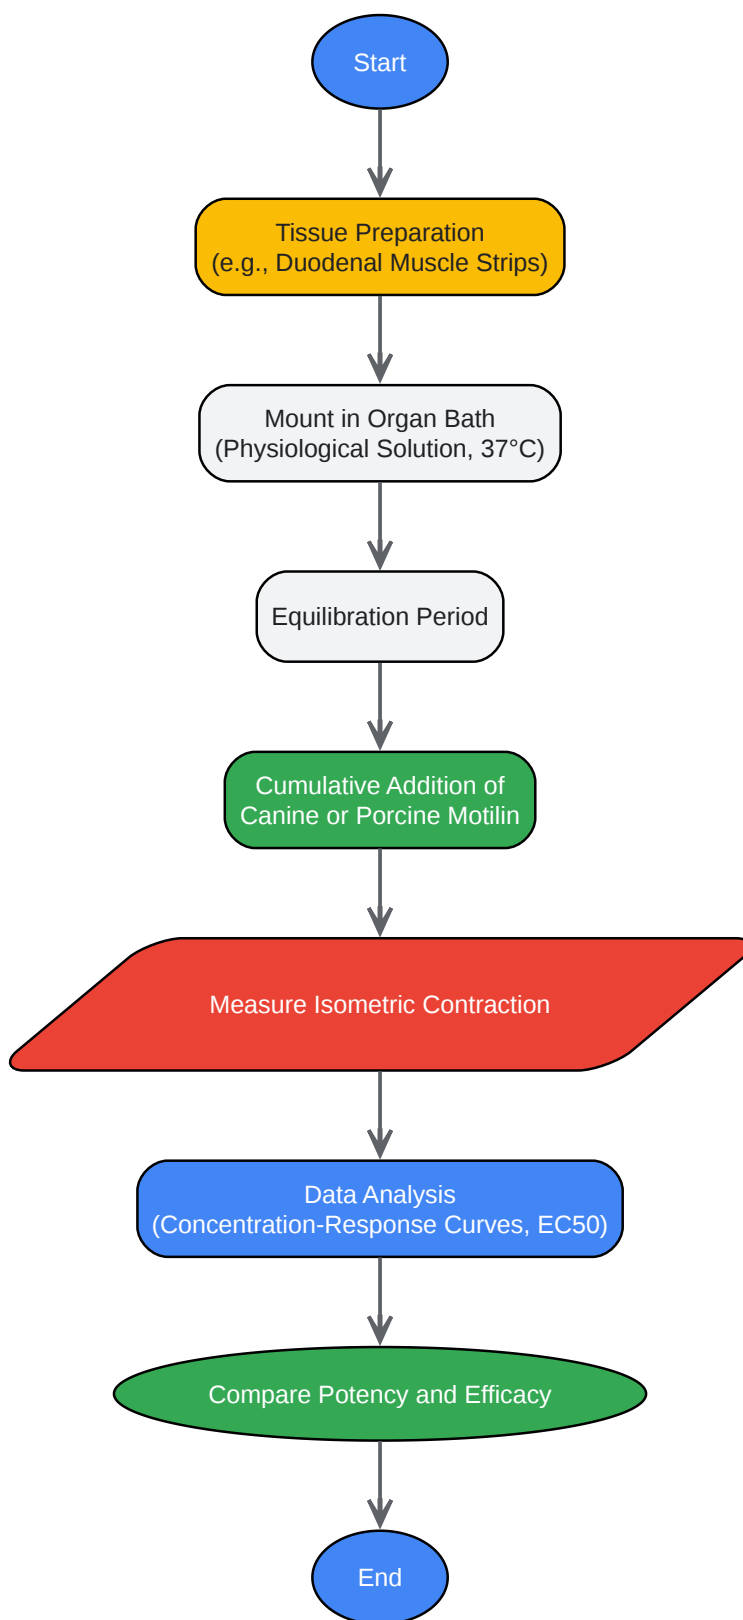 Start
Tissue Preparation
(e.g., Duodenal Muscle Strips)
Mount in Organ Bath
(Physiological Solution, 37°C)
Equilibration Period
Cumulative Addition of
Canine or Porcine Motilin
Measure Isometric Contraction
Data Analysis
(Concentration-Response Curves, EC50)
Compare Potency and Efficacy
End